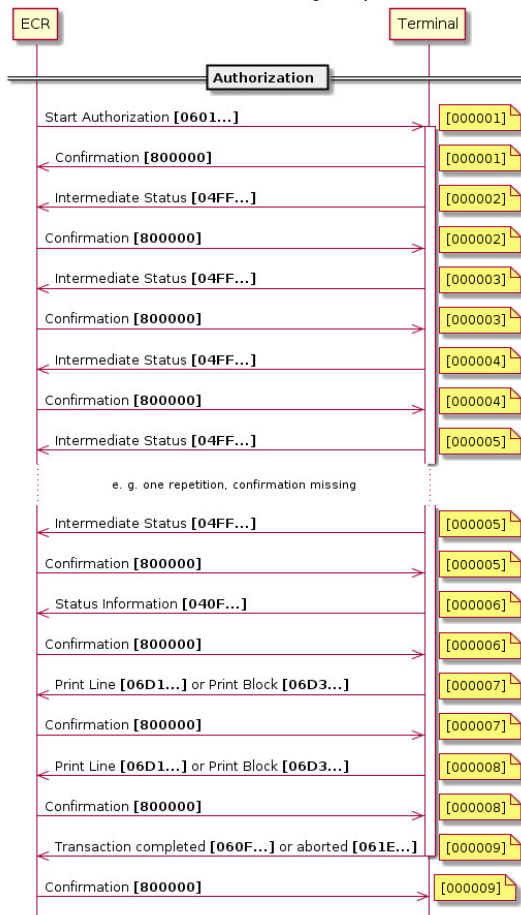 ECR Terminal
Authorization
Start Authorization [0601...] [000001]
Confirmation [800000] [000001]
Intermediate Status [04FF...] [000002]
Confirmation [800000] [000002]
Intermediate Status [04FF...] [000003]
Confirmation [800000] [000003]
Intermediate Status [04FF...] [000004]
Confirmation [800000] [000004]
Intermediate Status [04FF...] [000005]
e. g. one repetition, confirmation missing
Intermediate Status [04FF...] [000005]
Confirmation [800000] [000005]
Status Information [040F...] [000006]
Confirmation [800000] [000006]
Print Line [06D1...] or Print Block [06D3...] [000007]
Confirmation [800000] [000007]
Print Line [06D1...] or Print Block [06D3...] [000008]
Confirmation [800000] [000008]
Transaction completed [060F...] or aborted [061E...] [000009]
Confirmation [800000] [000009]